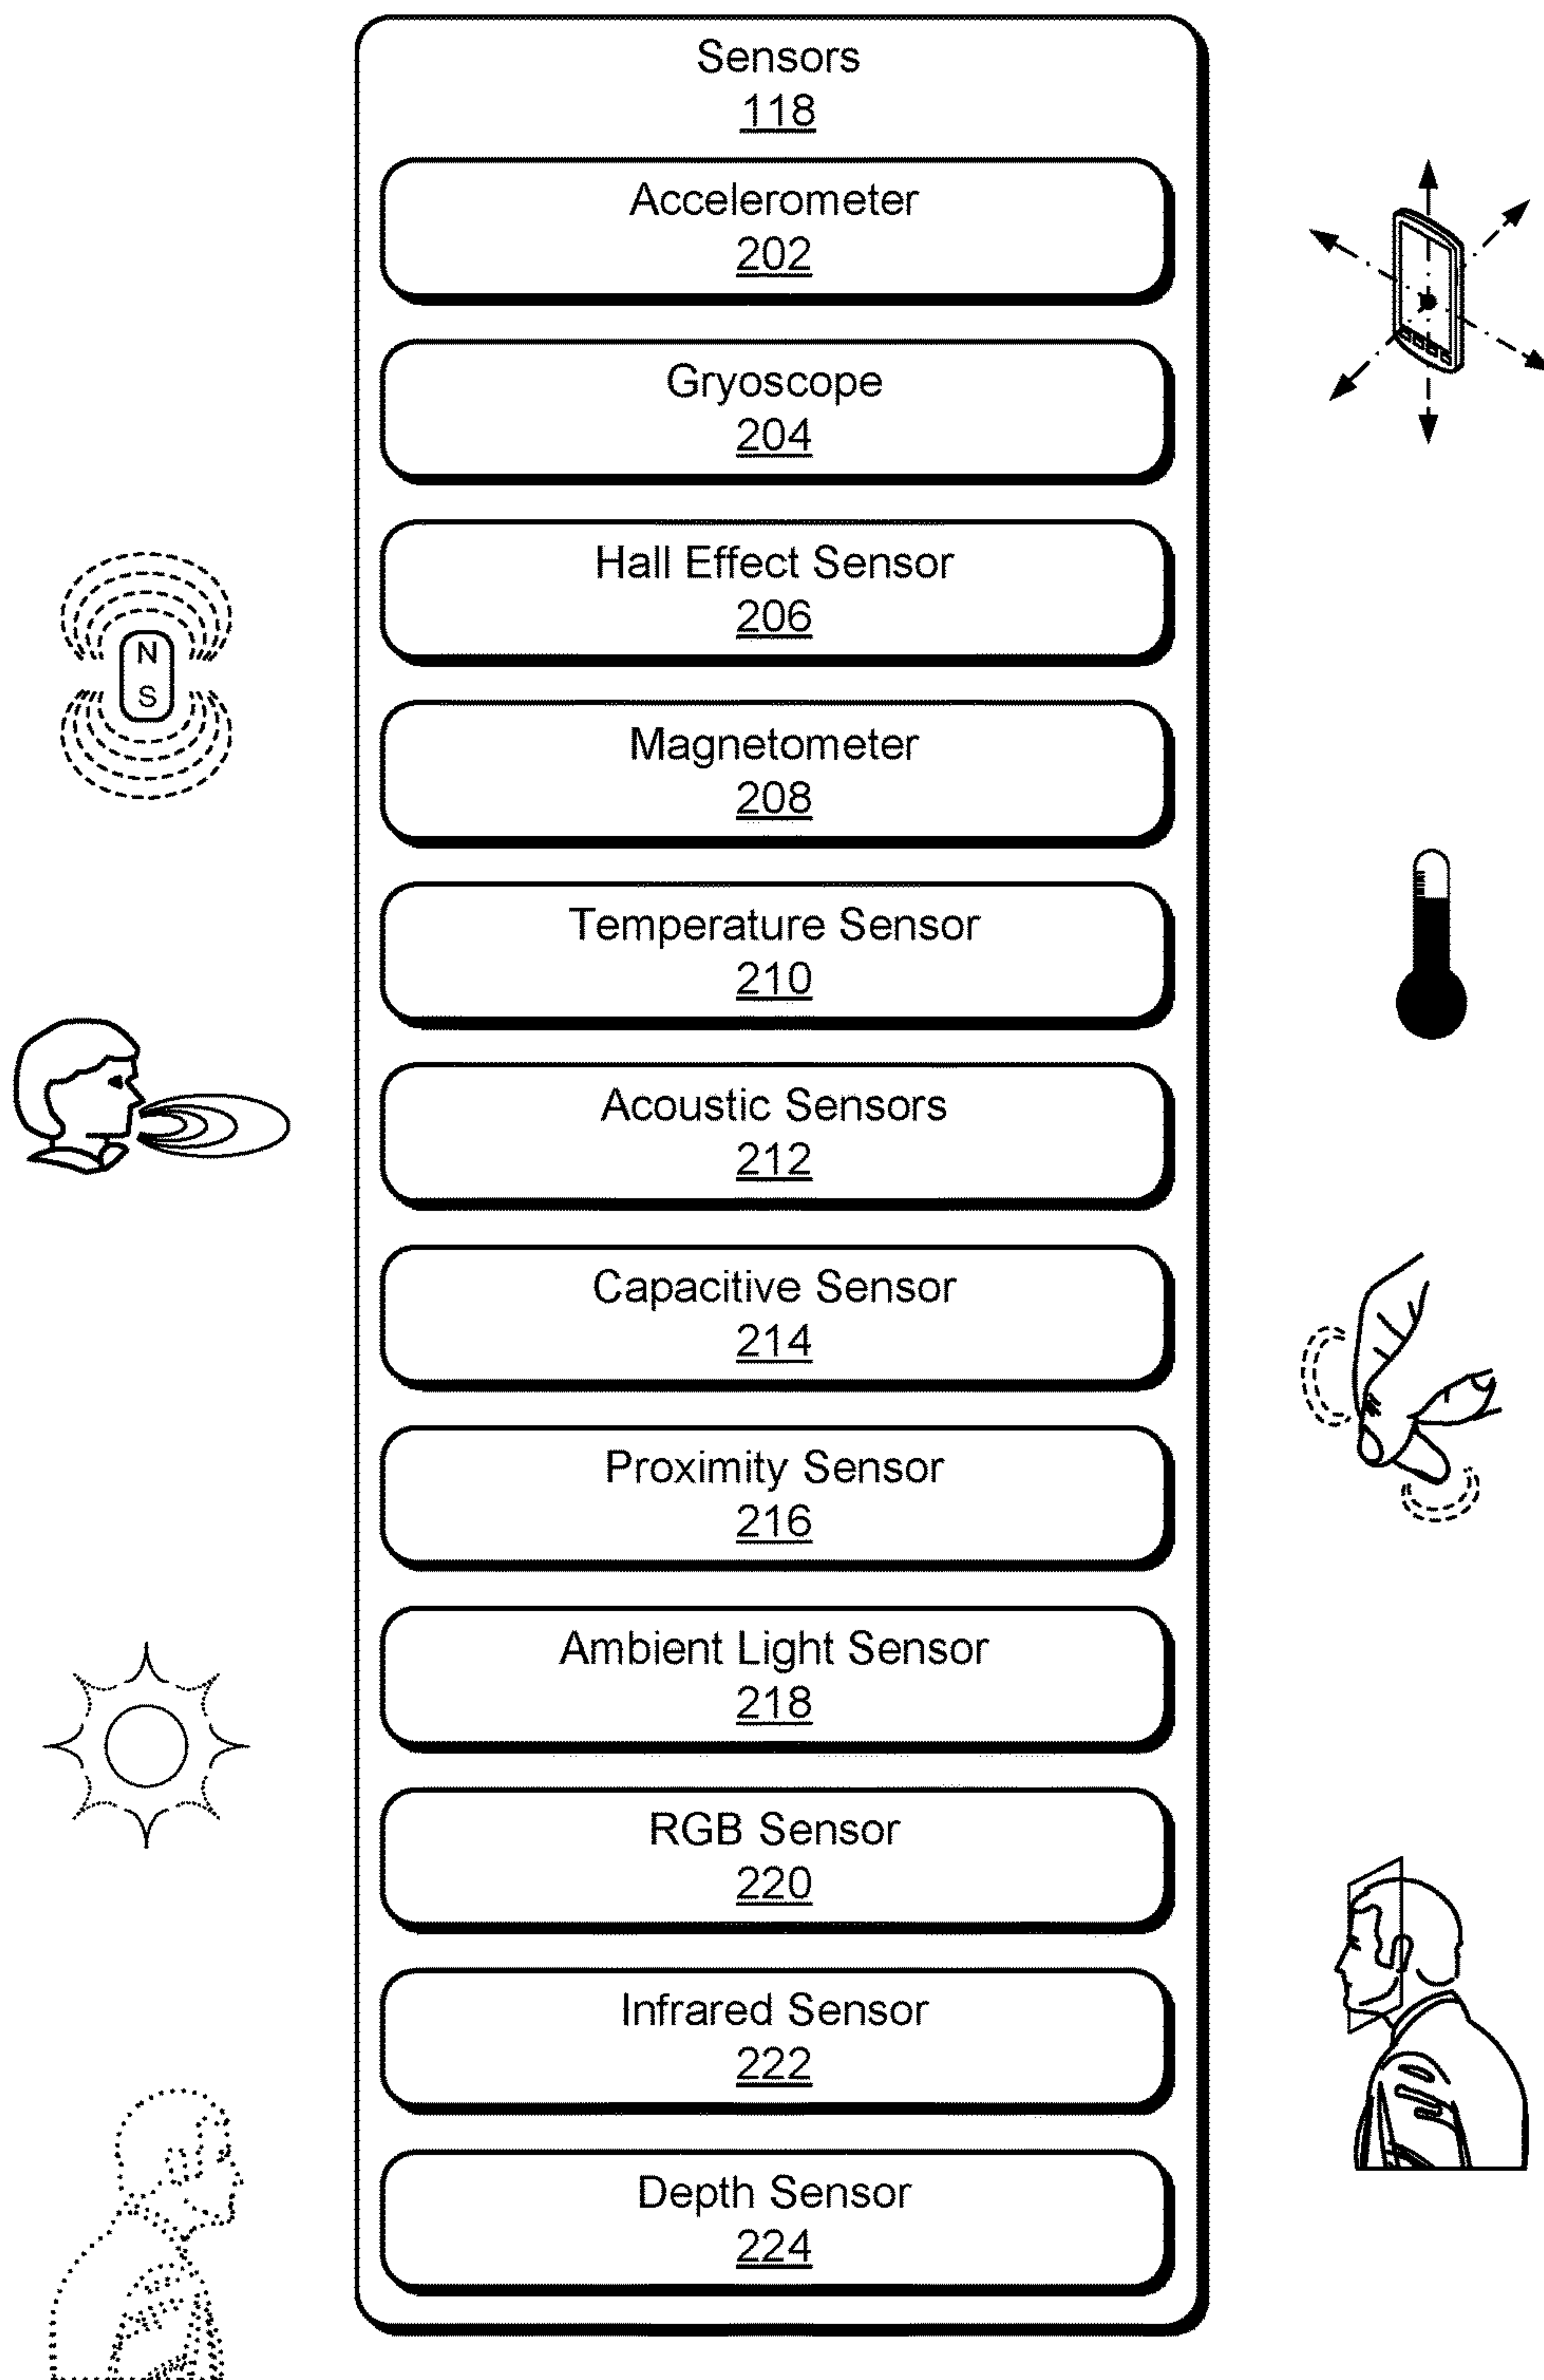 Sensors
118
Accelerometer
202
Gryoscope
204
Hall Effect Sensor
206
N
S
Magnetometer
208
Temperature Sensor
210
Acoustic Sensors
212
Capacitive Sensor
214
Proximity Sensor
216
Ambient Light Sensor
218
RGB Sensor
220
Infrared Sensor
222
Depth Sensor
224